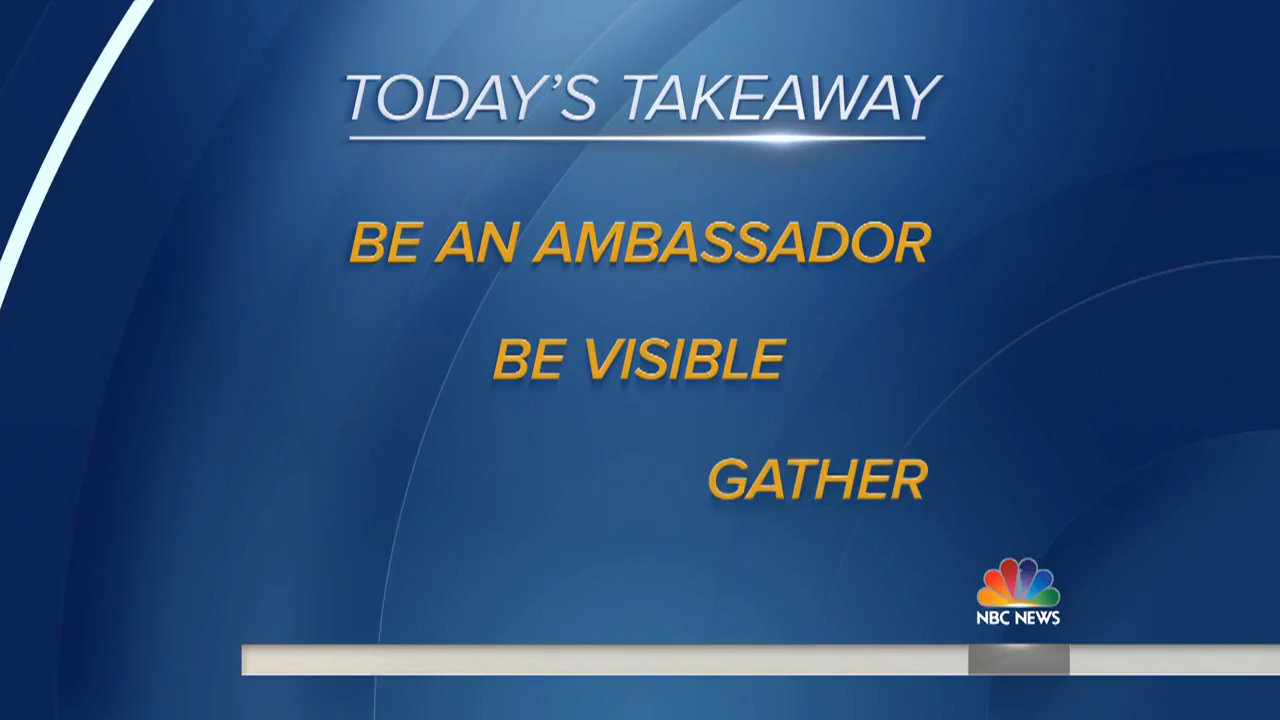 TODAY'S TAKEAWAY
BE AN AMBASSADOR
BE VISIBLE
GATHER
NBC NEWS